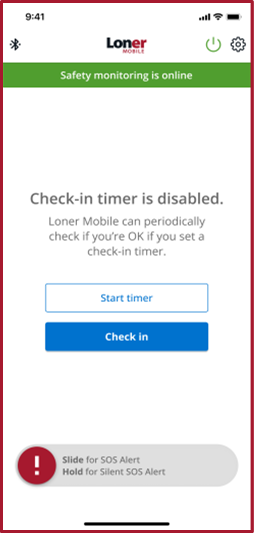 9:41
Loner
MOBILE
Safety monitoring is online
Check-in timer is disabled.
Loner Mobile can periodically
check if you're OK if you set a
check-in timer.
Start timer
Check in
!
Slide for SOS Alert
Hold for Silent SOS Alert